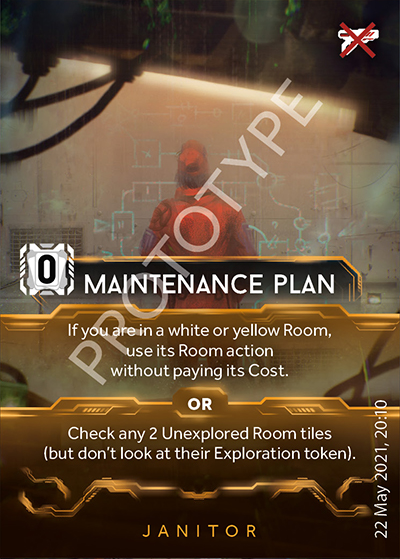 PROTOTYPE
0
MAINTENANCE PLAN
If you are in a white or yellow Room,
use its Room action
without paying its Cost.
OR
Check any 2 Unexplored Room tiles
(but don't look at their Exploration token).
22 May 2021, 20:10
JANITOR